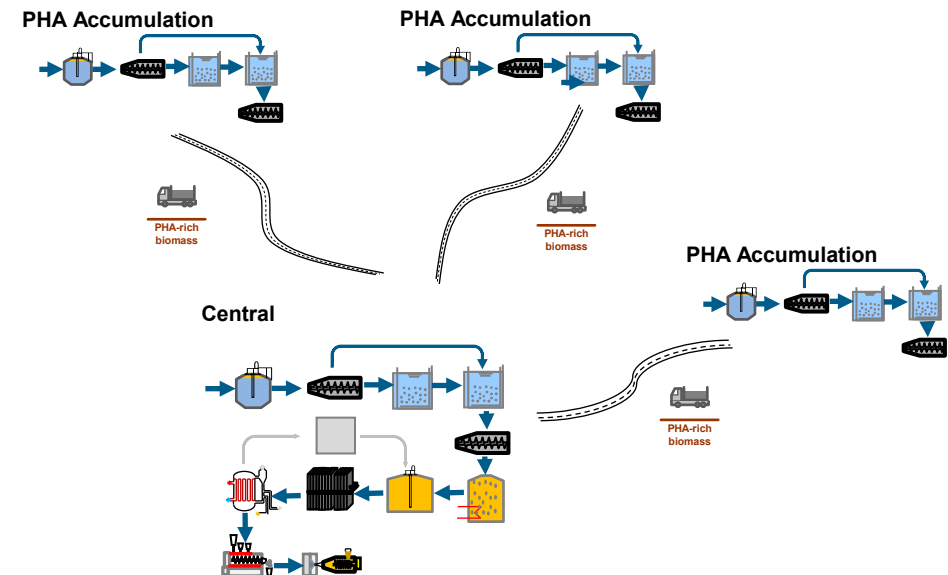 PHA Accumulation
PHA Accumulation
PHA-rich
biomass
PHA-rich
biomass
PHA Accumulation
Central
PHA-rich
biomass